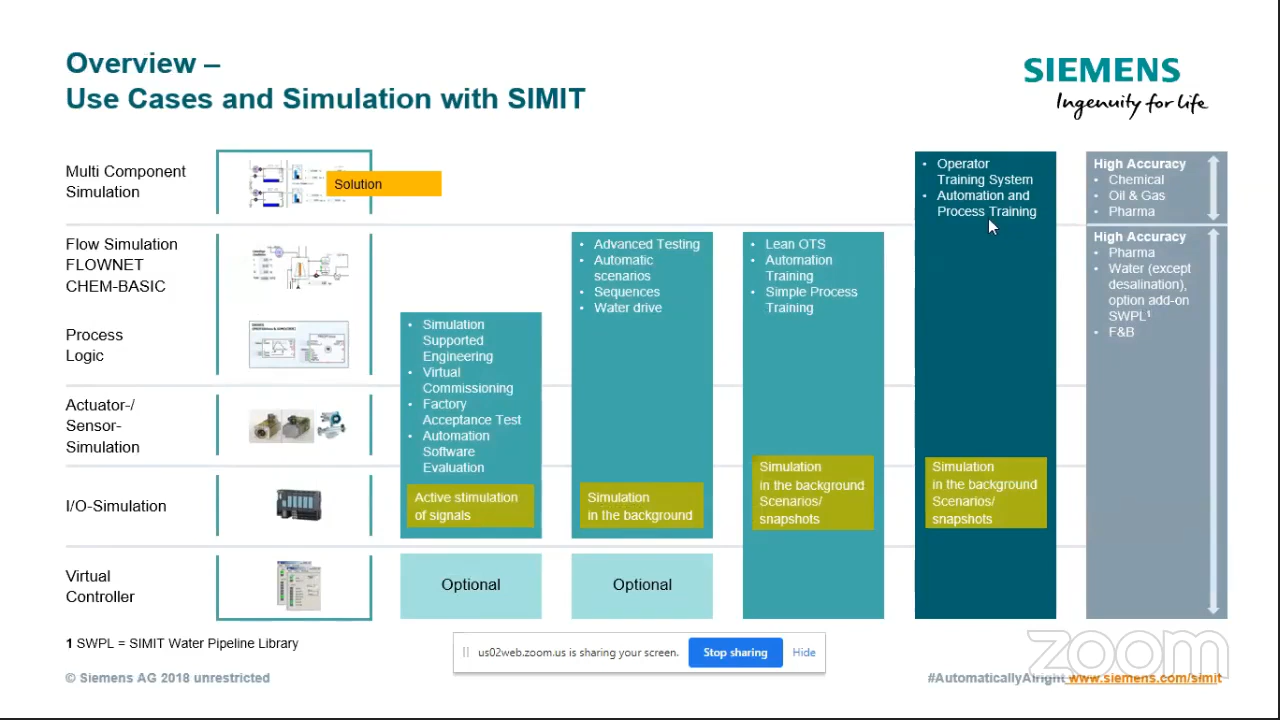 Overview –
Use Cases and Simulation with SIMIT
SIEMENS
Ingenuity for life
Multi Component
Simulation
Solution
Flow Simulation
FLOWNET
CHEM-BASIC
Process
Logic
Actuator-/
Sensor-
Simulation
I/O-Simulation
Virtual
Controller
• Simulation
Supported
Engineering
• Virtual
Commissioning
• Factory
Acceptance Test
• Automation
Software
Evaluation
Active stimulation
of signals
Optional
• Advanced Testing
• Automatic
scenarios
• Sequences
• Water drive
Simulation
in the background
Optional
• Lean OTS
• Automation
Training
• Simple Process
Training
Simulation
in the background
Scenarios/
snapshots
• Operator
Training System
• Automation and
Process Training
Simulation
in the background
Scenarios/
snapshots
High Accuracy
• Chemical
• Oil & Gas
• Pharma
High Accuracy
• Pharma
• Water (except
desalination),
option add-on
SWPL¹
• F&B
1 SWPL = SIMIT Water Pipeline Library
us02web.zoom.us is sharing your screen.
Stop sharing
Hide
zoom
© Siemens AG 2018 unrestricted
#AutomaticallyAlright www.siemens.com/simit